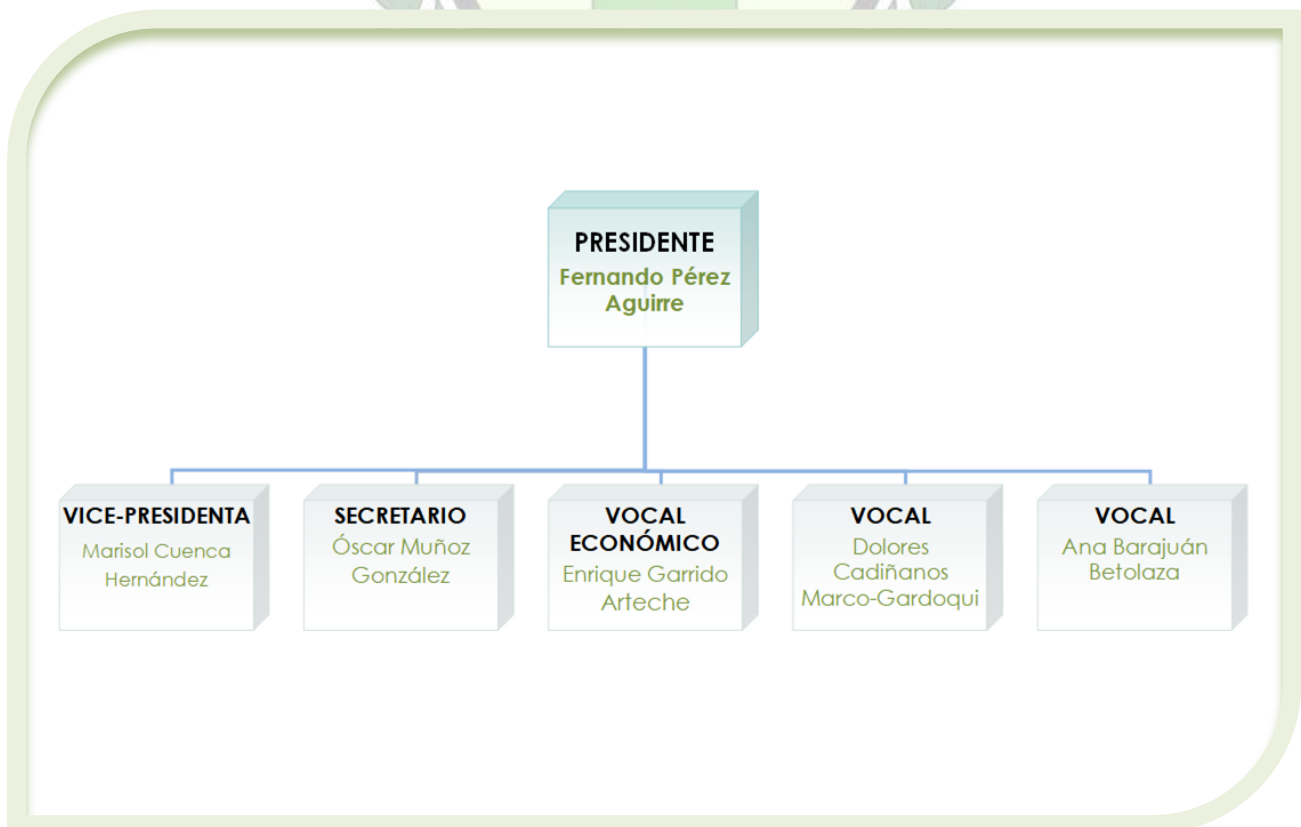 PRESIDENTE
Fernando Pérez
Aguirre
VICE-PRESIDENTA
Marisol Cuenca
Hernández
SECRETARIO
Óscar Muñoz
González
VOCAL
ECONÓMICO
Enrique Garrido
Arteche
VOCAL
Dolores
Cadiñanos
Marco-Gardoqui
VOCAL
Ana Barajuán
Betolaza